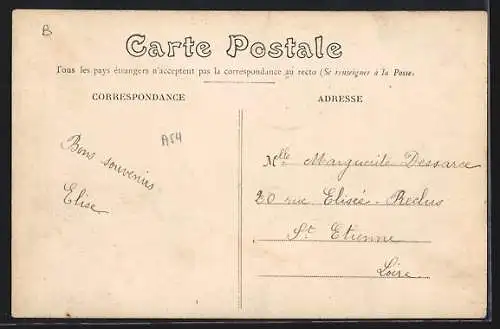 B
Carte Postale
Tous les pays étrangers n'acceptent pas la correspondance au recto (Se renseigner à la Poste.
CORRESPONDANCE
ADRESSE
A54
Bons souvenirs
Elise
Mlle Marguerite Dessarce
20 rue Elisée-Reclus
St Etienne
Loire